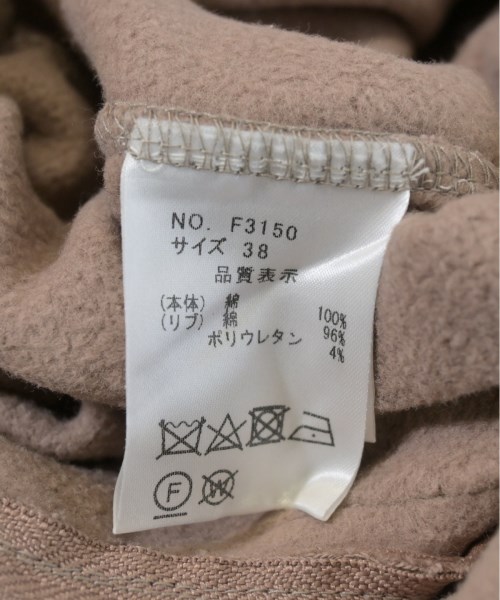 NO. F3150
サイズ 38
品質表示
(本体) 綿 100%
(リブ) 綿 96%
ポリウレタン 4%
F W